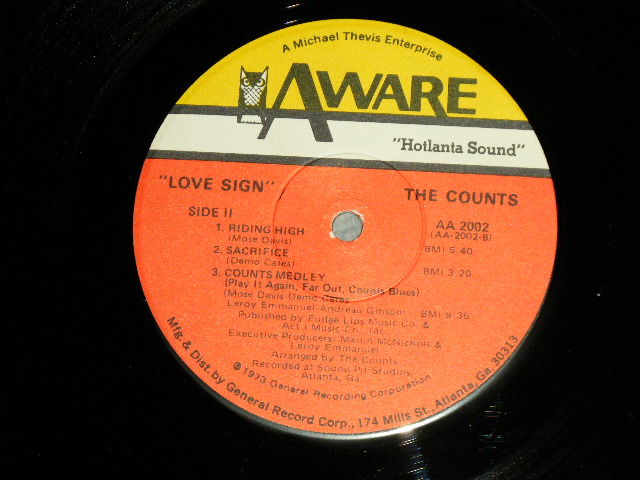 A Michael Thevis Enterprise
AWARE
"Hotlanta Sound"
"LOVE SIGN"
THE COUNTS
SIDE II
AA 2002
(AA-2002-B)
1. RIDING HIGH
(Mose Davis)
BMI 5:40
2. SACRIFICE
(Demo Cates)
BMI 3:20
3. COUNTS MEDLEY
(Play It Again, Far Out, Counts Blues)
(Mose Davis-Demo Cates
Leroy Emmanuel-Andreau Gibson)
BMI 9:35
Published by Fudge Lips Music Co. &
Act I Music Co., Inc.
Executive Producers: Martin McNichols &
Leroy Emmanuel
Arranged by The Counts
Recorded at Sound Pit Studios,
Atlanta, Ga.
℗ 1973 General Recording Corporation
Mfg. & Dist. by General Record Corp., 174 Mills St., Atlanta, Ga. 30313